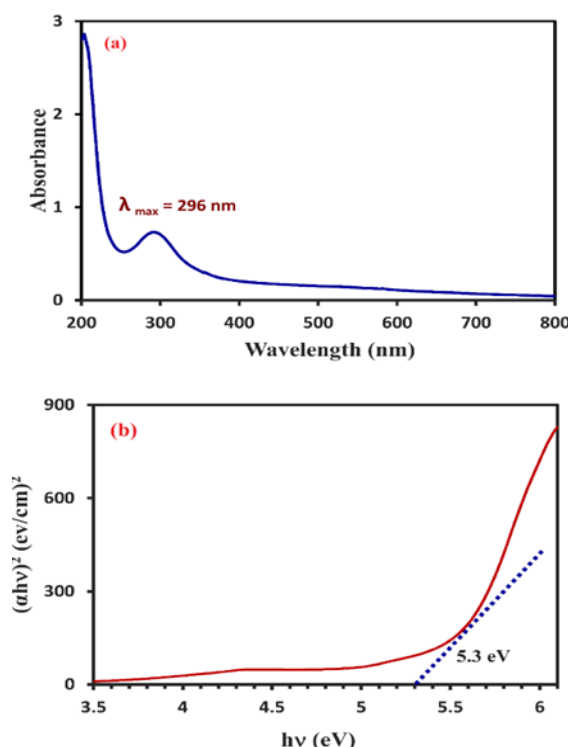 (a)
3
2
1
0
Absorbance
λ max = 296 nm
200 300 400 500 600 700 800
Wavelength (nm)
(b)
900
600
300
0
(αhν)² (ev/cm)²
5.3 eV
3.5 4 4.5 5 5.5 6
hν (eV)